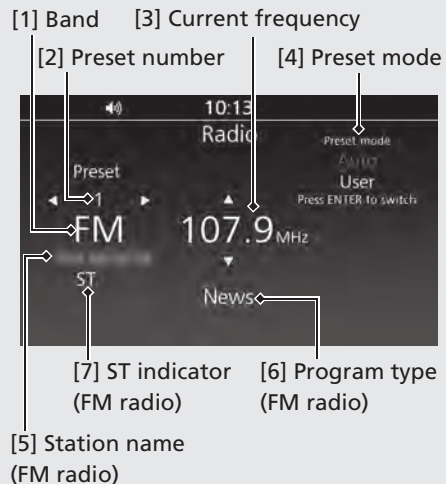 [1] Band
[3] Current frequency
[2] Preset number
[4] Preset mode
10:13
Radio
Preset mode
Auto
User
Press ENTER to switch
Preset
1
FM
107.9 MHz
ST
News
[7] ST indicator
(FM radio)
[6] Program type
(FM radio)
[5] Station name
(FM radio)